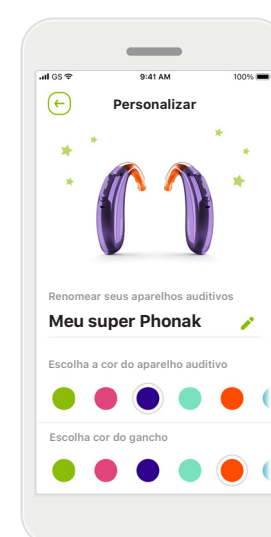 GS 9:41 AM 100%
Personalizar
Renomear seus aparelhos auditivos
Meu super Phonak
Escolha a cor do aparelho auditivo
Escolha cor do gancho